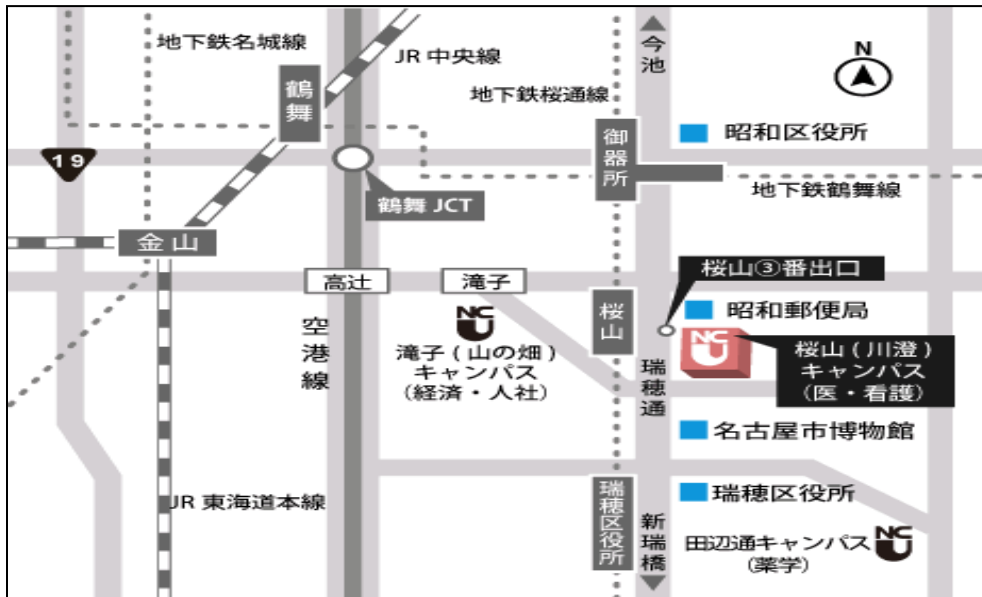 地下鉄名城線
JR 中央線
今池
N
鶴舞
地下鉄桜通線
昭和区役所
19
御器所
地下鉄鶴舞線
鶴舞 JCT
金山
桜山③番出口
高辻
滝子
昭和郵便局
桜山
空港線
NCU
滝子 ( 山の畑 )
キャンパス
（経済・人社）
瑞穂通
NCU
桜山 ( 川澄 )
キャンパス
（医・看護）
名古屋市博物館
JR 東海道本線
瑞穂区役所
瑞穂区役所
新瑞橋
田辺通キャンパス
（薬学）
NCU